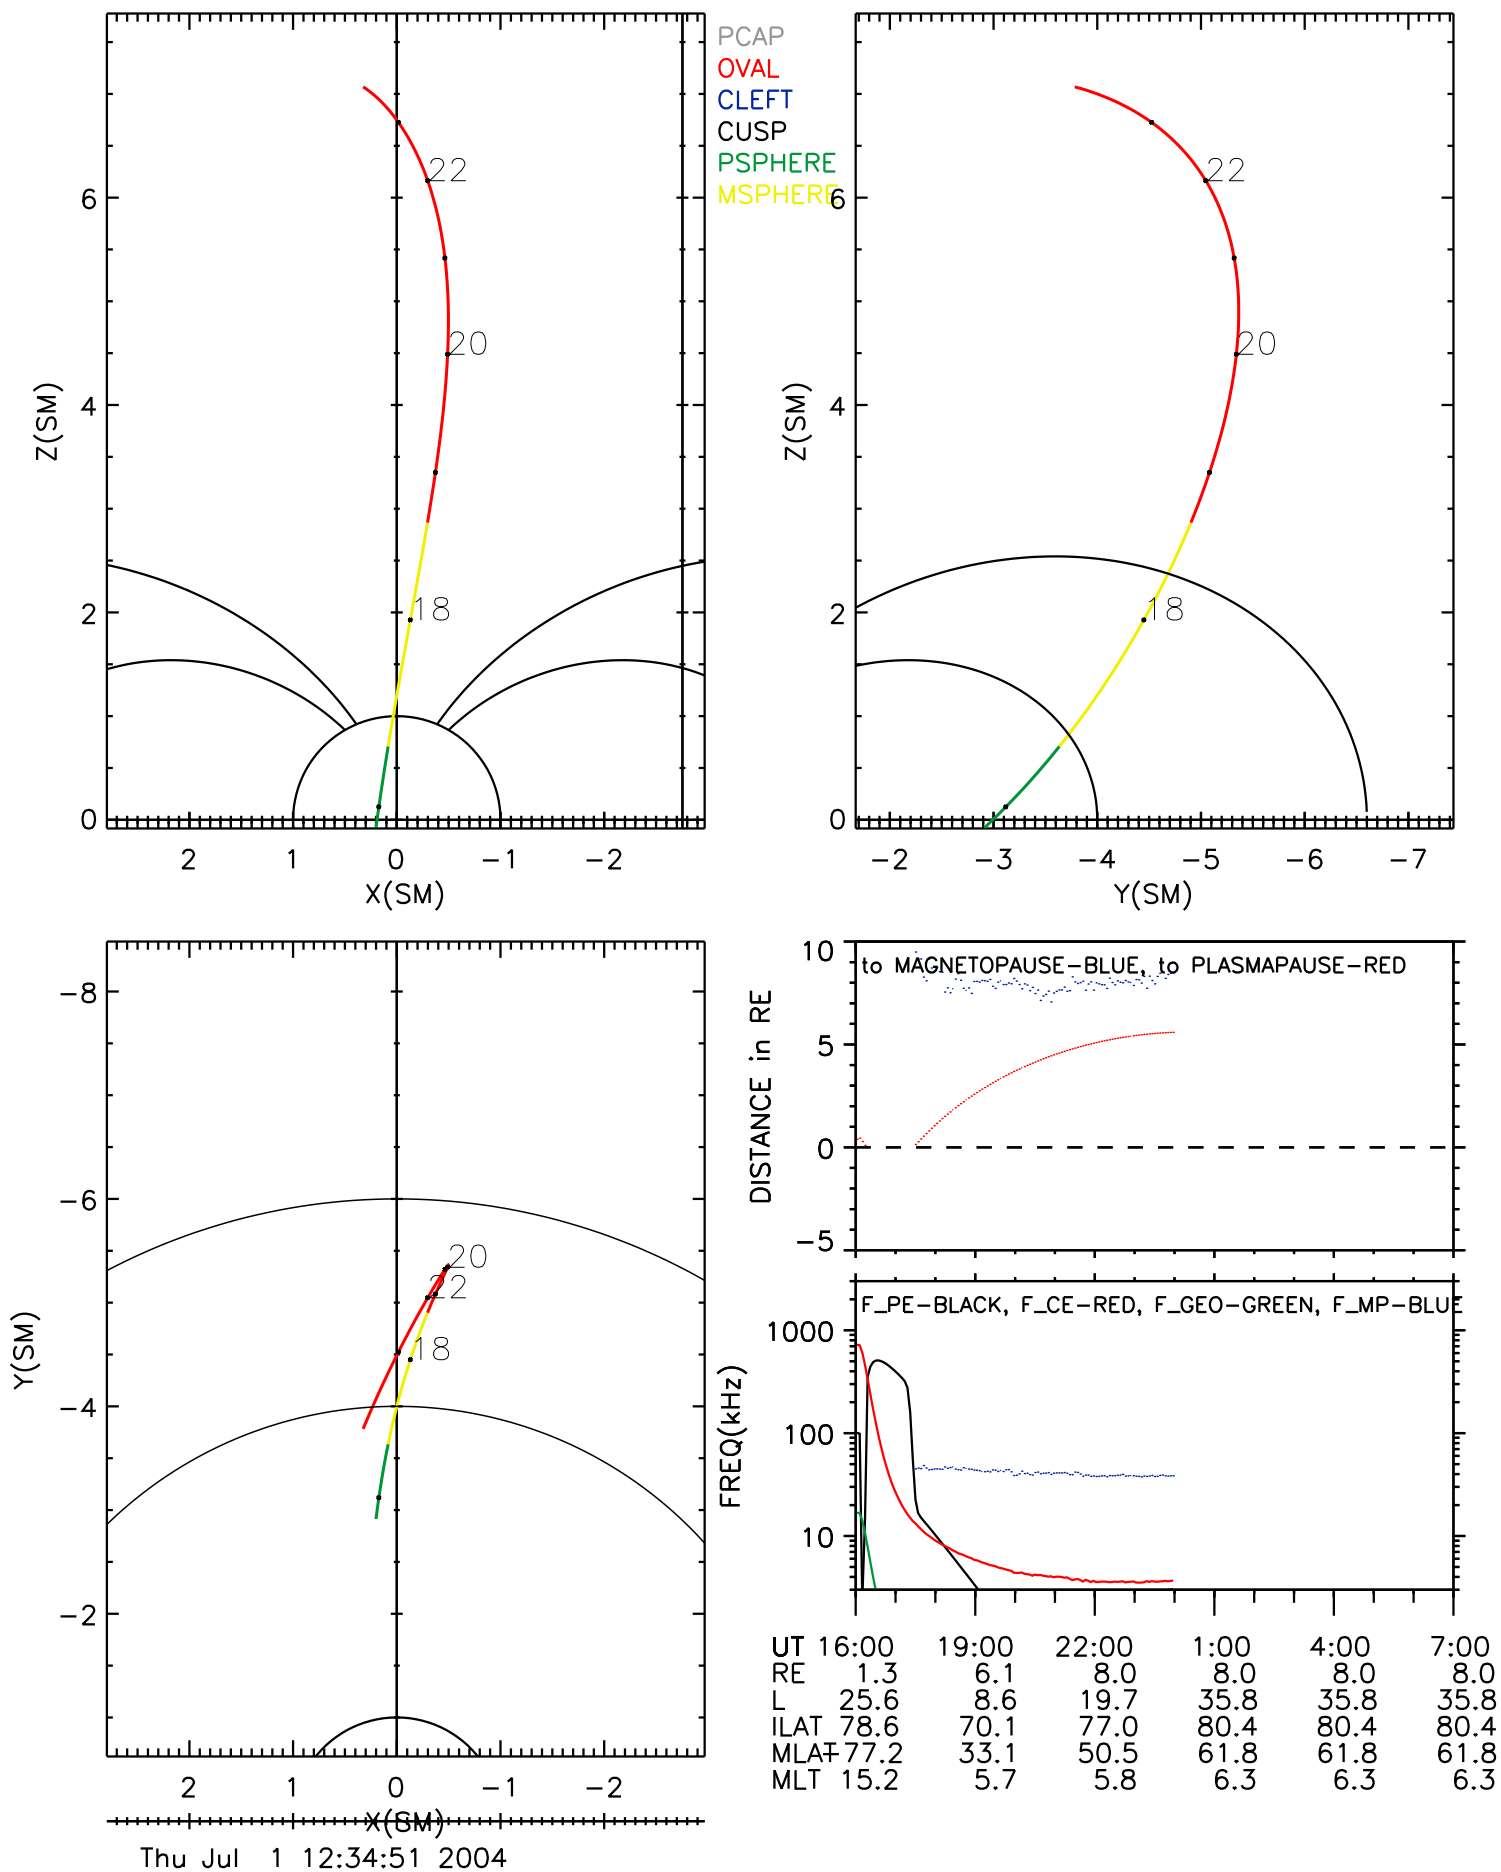 PCAP
OVAL
CLEFT
CUSP
PSPHERE
MSPHERE
22
20
18
6
4
2
0
Z(SM)
2 1 0 -1 -2
X(SM)
22
20
18
6
4
2
0
Z(SM)
-2 -3 -4 -5 -6 -7
Y(SM)
-8
-6
-4
-2
Y(SM)
20
22
18
2 1 0 -1 -2
X(SM)
10
5
0
-5
DISTANCE in RE
to MAGNETOPAUSE-BLUE, to PLASMAPAUSE-RED
1000
100
10
FREQ(kHz)
F_PE-BLACK, F_CE-RED, F_GEO-GREEN, F_MP-BLUE
UT 16:00 19:00 22:00 1:00 4:00 7:00
RE 1.3 6.1 8.0 8.0 8.0 8.0
L 25.6 8.6 19.7 35.8 35.8 35.8
ILAT 78.6 70.1 77.0 80.4 80.4 80.4
MLAT-77.2 33.1 50.5 61.8 61.8 61.8
MLT 15.2 5.7 5.8 6.3 6.3 6.3
Thu Jul 1 12:34:51 2004